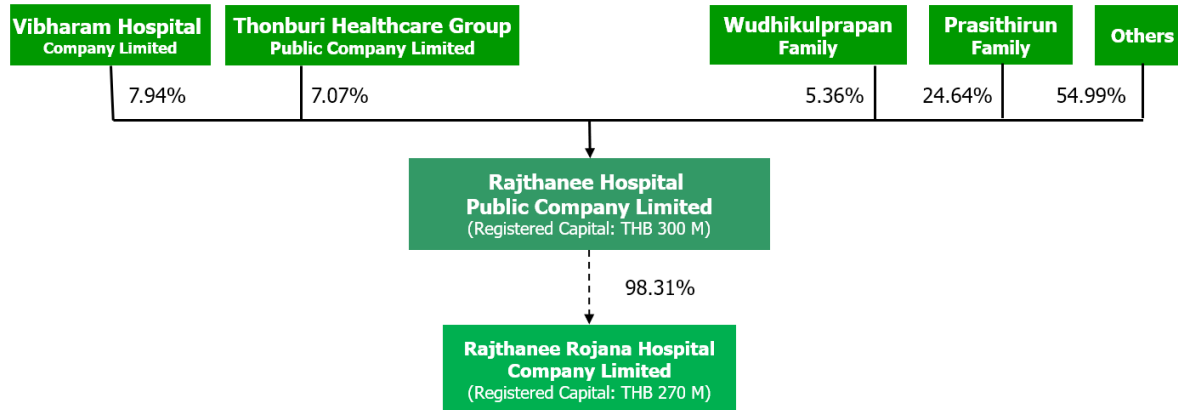 Vibharam Hospital
Company Limited
Thonburi Healthcare Group
Public Company Limited
Wudhikulprapan
Family
Prasithirun
Family
Others
7.94%
7.07%
5.36%
24.64%
54.99%
Rajthanee Hospital
Public Company Limited
(Registered Capital: THB 300 M)
98.31%
Rajthanee Rojana Hospital
Company Limited
(Registered Capital: THB 270 M)